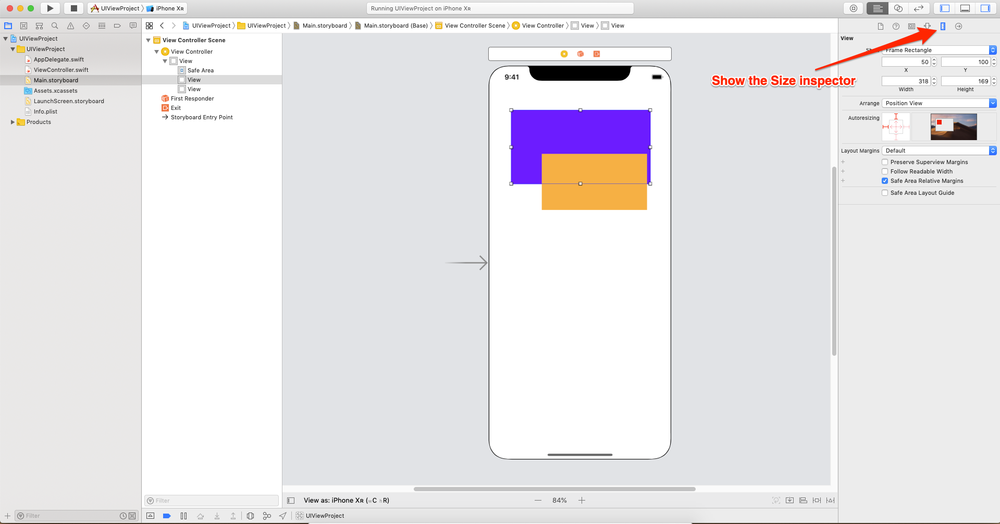 UIViewProject
iPhone XR
Running UIViewProject on iPhone XR
UIViewProject
UIViewProject
AppDelegate.swift
ViewController.swift
Main.storyboard
Assets.xcassets
LaunchScreen.storyboard
Info.plist
Products
Filter
UIViewProject
UIViewProject
Main.storyboard
Main.storyboard (Base)
View Controller Scene
View Controller
View
View
View Controller Scene
View Controller
View
Safe Area
View
View
First Responder
Exit
Storyboard Entry Point
Filter
9:41
Show the Size inspector
View as: iPhone XR (wC hR)
84%
UIViewProject
View
Frame Rectangle
50
100
X
Y
318
169
Width
Height
Arrange
Position View
Autoresizing
Layout Margins
Default
Preserve Superview Margins
Follow Readable Width
Safe Area Relative Margins
Safe Area Layout Guide